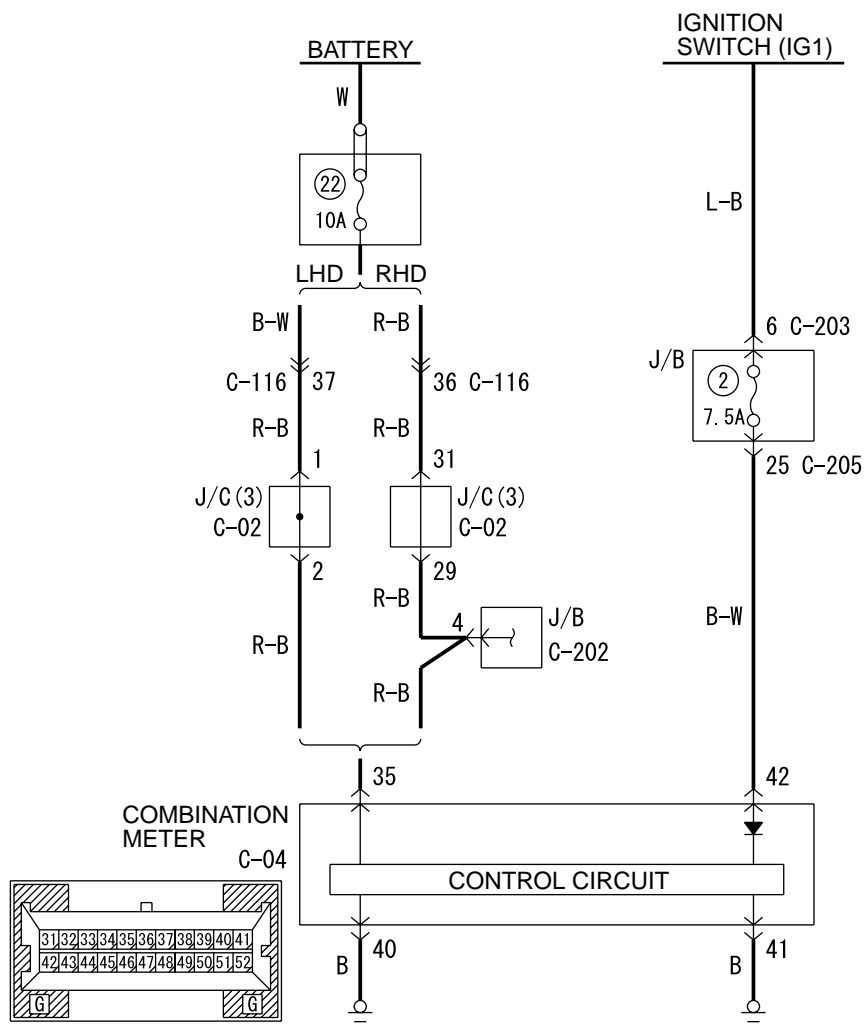 IGNITION
SWITCH (IG1)
BATTERY
W
22
10A
L-B
LHD RHD
B-W R-B
6 C-203
J/B
2
7.5A
C-116 37 36 C-116
R-B R-B
25 C-205
1 31
J/C(3) J/C(3)
C-02 C-02
2 29
R-B
4 J/B
C-202
R-B
B-W
R-B
35 42
COMBINATION
METER
C-04
CONTROL CIRCUIT
31 32 33 34 35 36 37 38 39 40 41
42 43 44 45 46 47 48 49 50 51 52
G G
40 41
B B